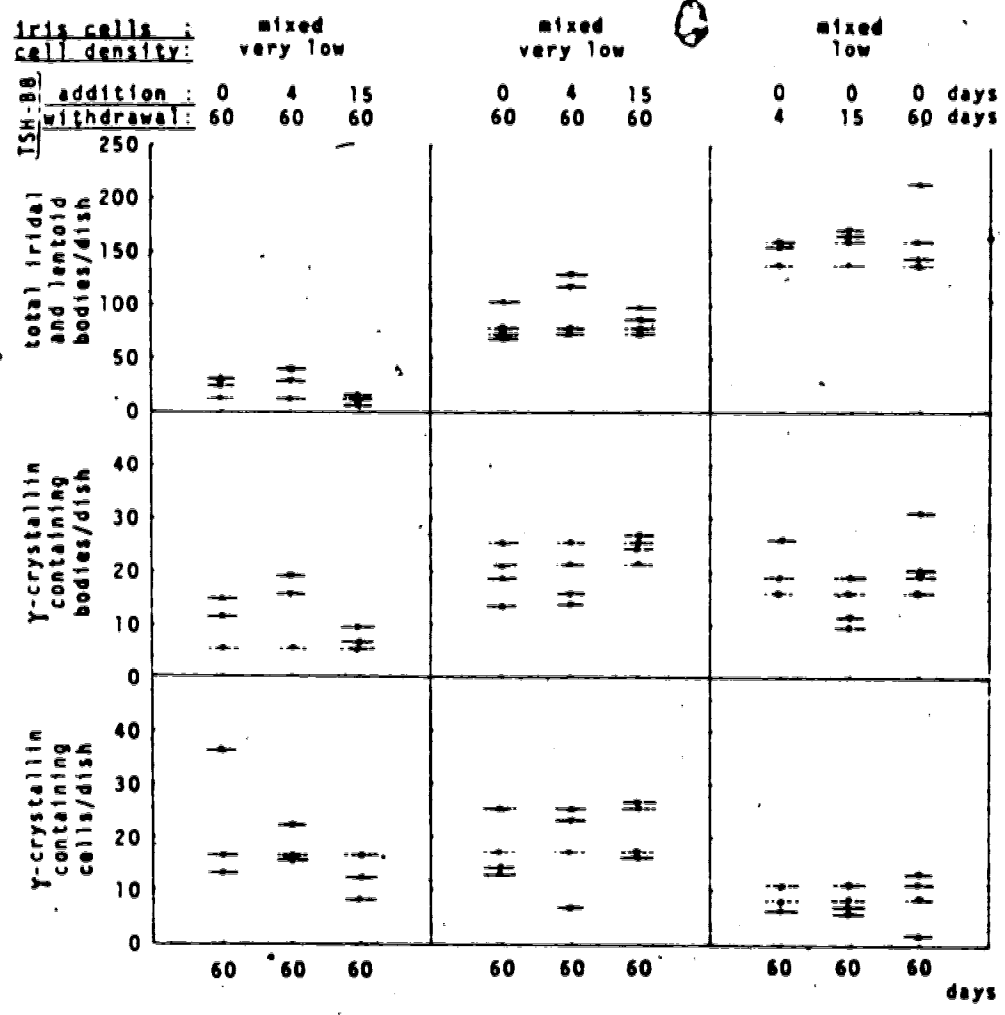 iris cells : mixed mixed mixed
cell density: very low very low low
TSH-BB
addition : 0 4 15 0 4 15 0 0 0 days
withdrawal: 60 60 60 60 60 60 4 15 60 days
total iridal
and lentoid
bodies/dish
250
200
150
100
50
0
γ-crystallin
containing
bodies/dish
40
30
20
10
0
γ-crystallin
containing
cells/dish
40
30
20
10
0
60 60 60 60 60 60 60 60 60
days